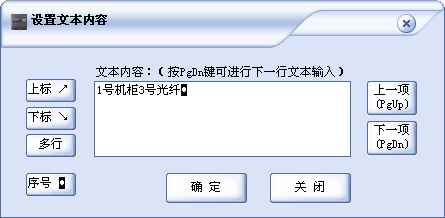 设置文本内容
文本内容：（按PgDn键可进行下一行文本输入）
上标 ↗
1号机柜3号光纤◘
上一项
(PgUp)
下标 ↘
下一项
(PgDn)
多行
序号 ◘
确 定
关 闭